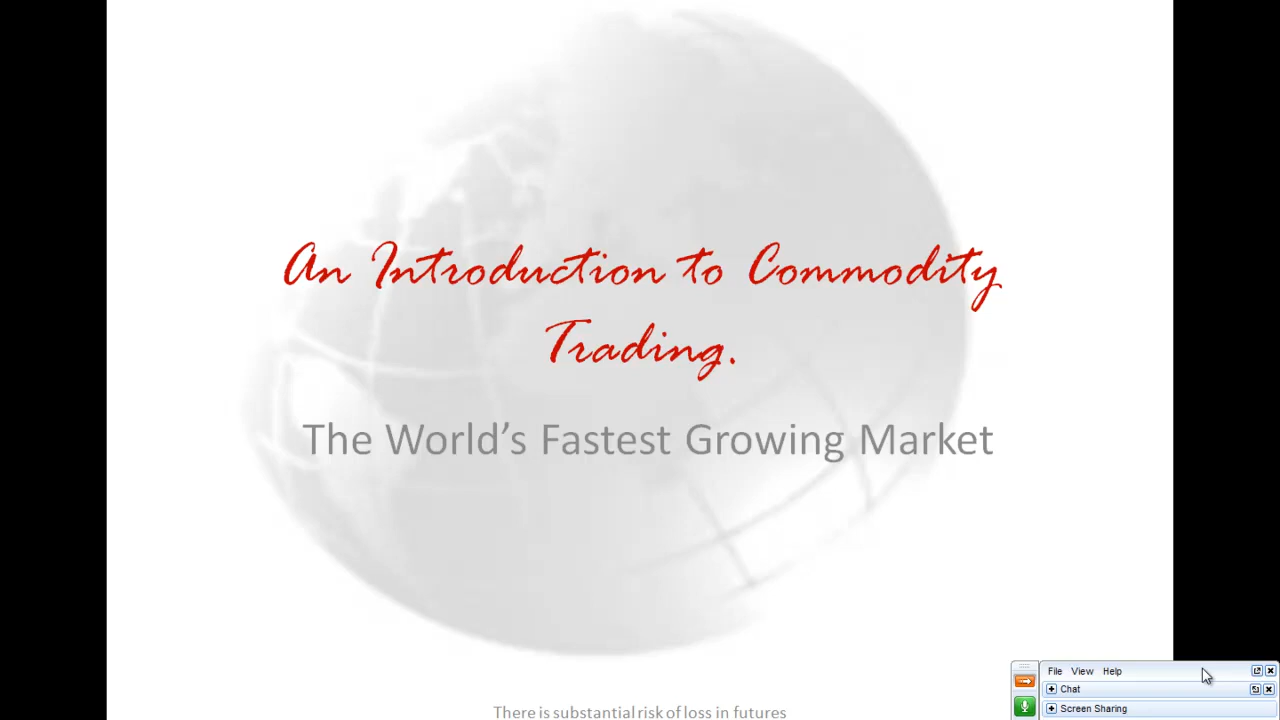 An Introduction to Commodity
Trading.
The World's Fastest Growing Market
There is substantial risk of loss in futures
File View Help
Chat
Screen Sharing